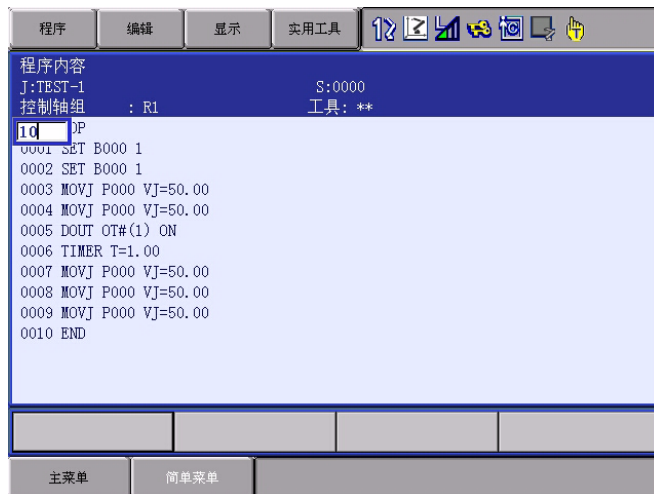 程序 编辑 显示 实用工具
程序内容
J:TEST-1 S:0000
控制轴组 : R1 工具: **
10 OP
0001 SET B000 1
0002 SET B000 1
0003 MOVJ P000 VJ=50.00
0004 MOVJ P000 VJ=50.00
0005 DOUT OT#(1) ON
0006 TIMER T=1.00
0007 MOVJ P000 VJ=50.00
0008 MOVJ P000 VJ=50.00
0009 MOVJ P000 VJ=50.00
0010 END
主菜单 简单菜单